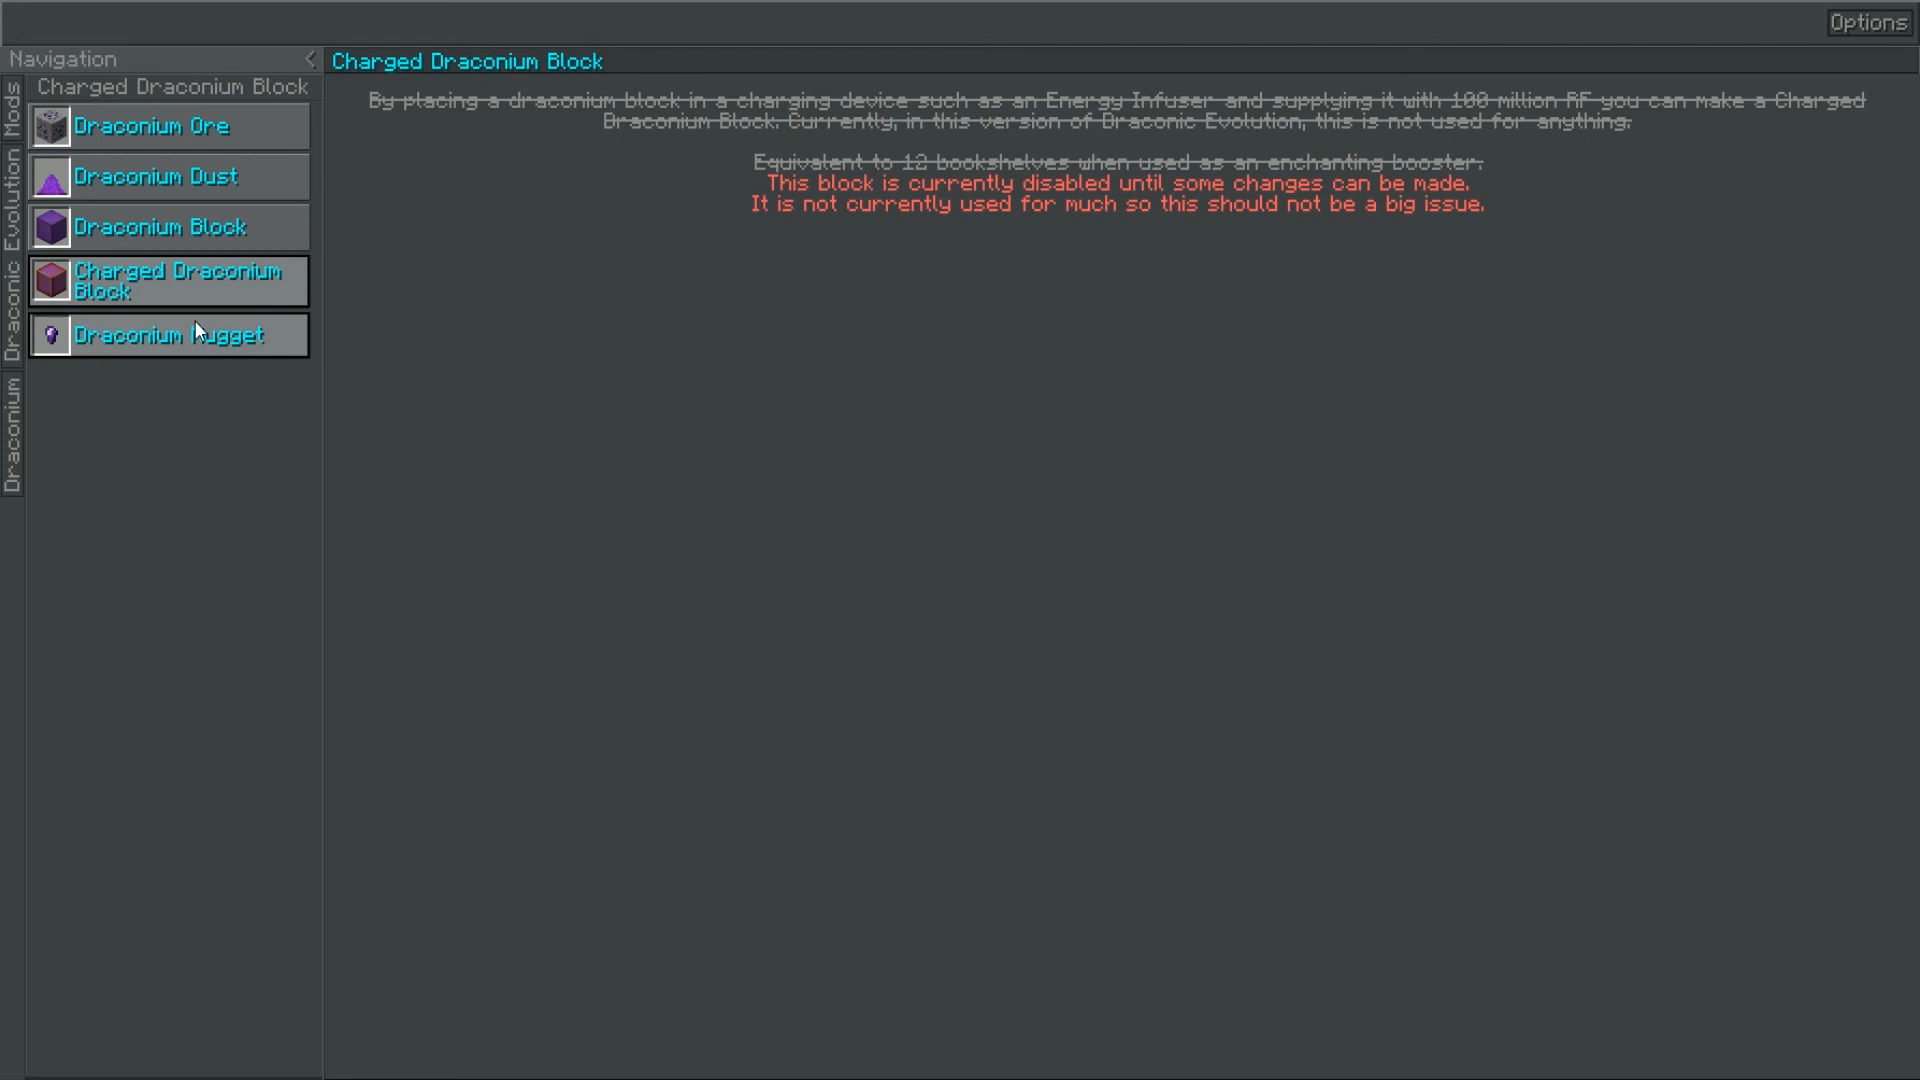 Options
Navigation
<
Charged Draconium Block
Mods
Draconic Evolution
Draconium
Charged Draconium Block
Draconium Ore
Draconium Dust
Draconium Block
Charged Draconium
Block
Draconium Nugget
By placing a draconium block in a charging device such as an Energy Infuser and supplying it with 100 million RF you can make a Charged
Draconium Block. Currently, in this version of Draconic Evolution, this is not used for anything.
Equivalent to 12 bookshelves when used as an enchanting booster.
This block is currently disabled until some changes can be made.
It is not currently used for much so this should not be a big issue.